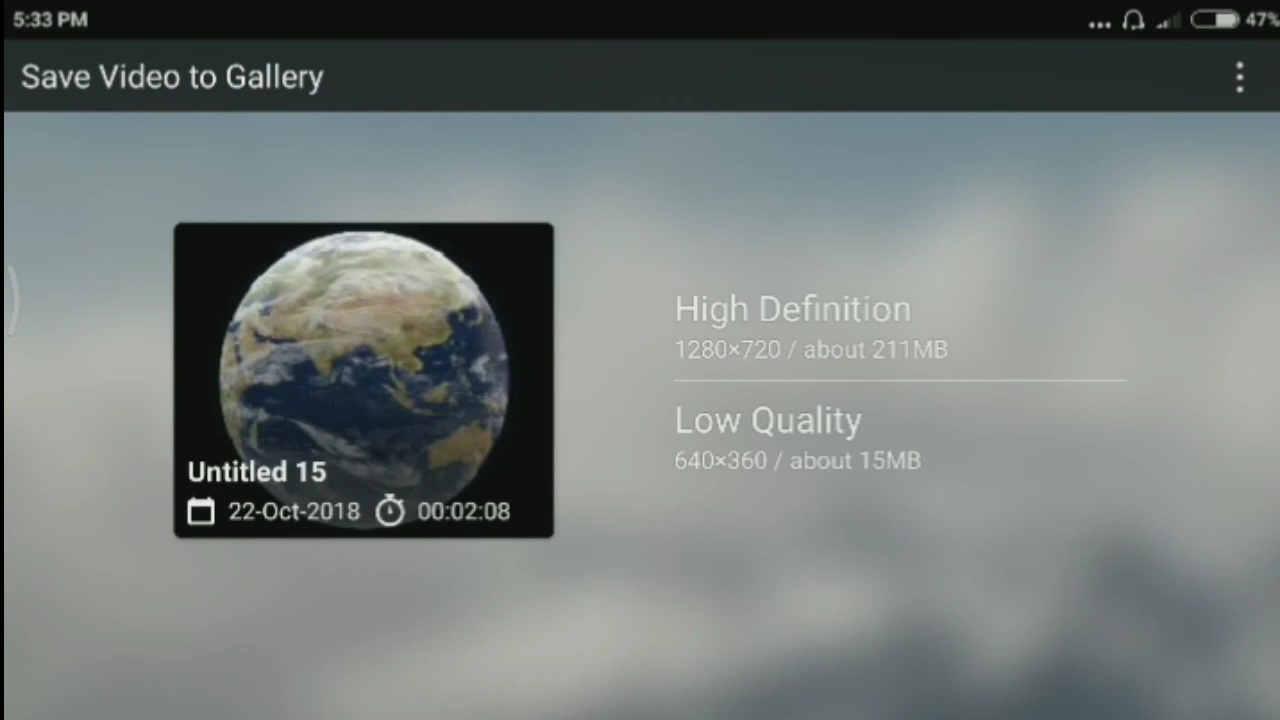 5:33 PM
47%
Save Video to Gallery
High Definition
1280×720 / about 211MB
Low Quality
640×360 / about 15MB
Untitled 15
22-Oct-2018 00:02:08